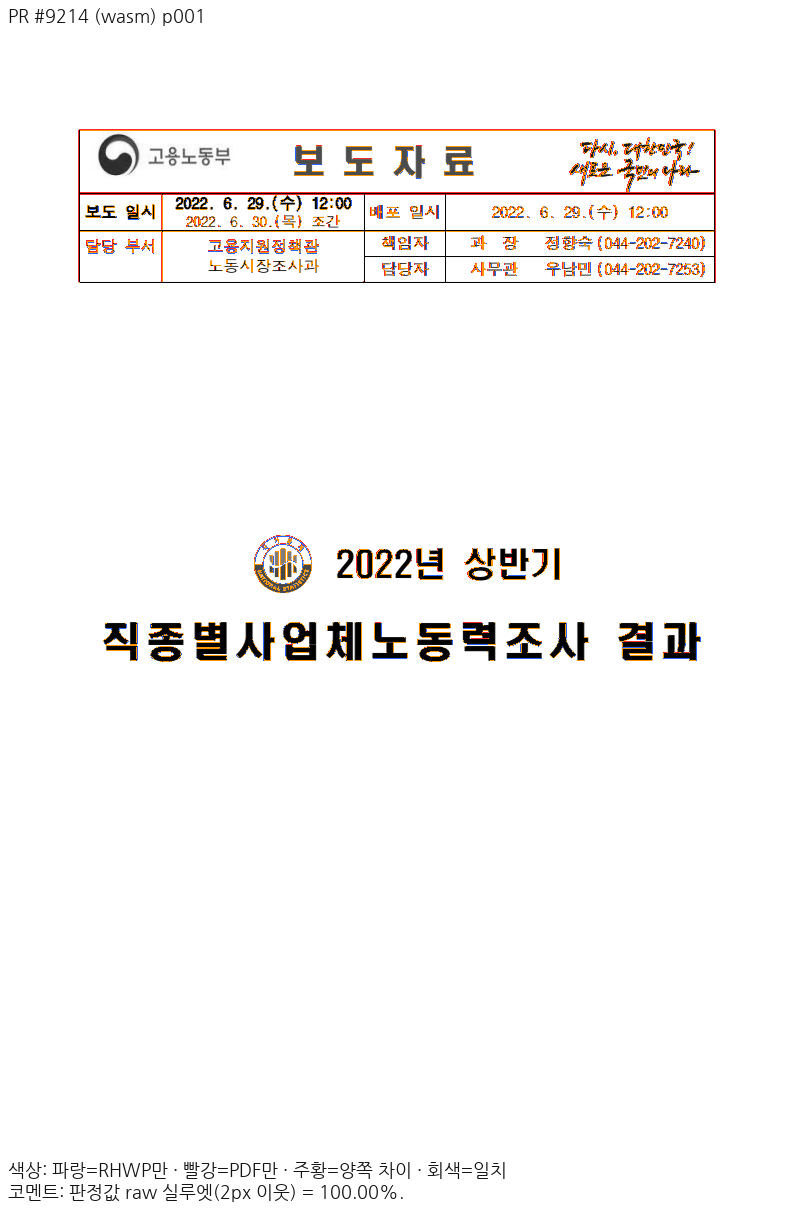 PR #9214 (wasm) p001
고용노동부 보도자료 다시, 대한민국!
새로운 국민의 나라
보도 일시 2022. 6. 29.(수) 12:00 배포 일시 2022. 6. 29.(수) 12:00
2022. 6. 30.(목) 조간
담당 부서 고용지원정책관 책임자 과 장 정향숙 (044-202-7240)
노동시장조사과 담당자 사무관 우남민 (044-202-7253)
NATIONAL STATISTICS
2022년 상반기
직종별사업체노동력조사 결과
색상: 파랑=RHWP만 · 빨강=PDF만 · 주황=양쪽 차이 · 회색=일치
코멘트: 판정값 raw 실루엣(2px 이웃) = 100.00%.